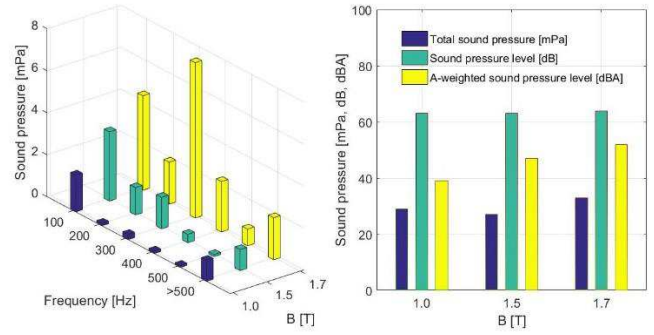 8
6
4
2
0
Sound pressure [mPa]
100
200
300
400
500
>500
Frequency [Hz]
1.0
1.5
1.7
B [T]
100
80
60
40
20
0
Sound pressure [mPa, dB, dBA]
Total sound pressure [mPa]
Sound pressure level [dB]
A-weighted sound pressure level [dBA]
1.0
1.5
1.7
B [T]